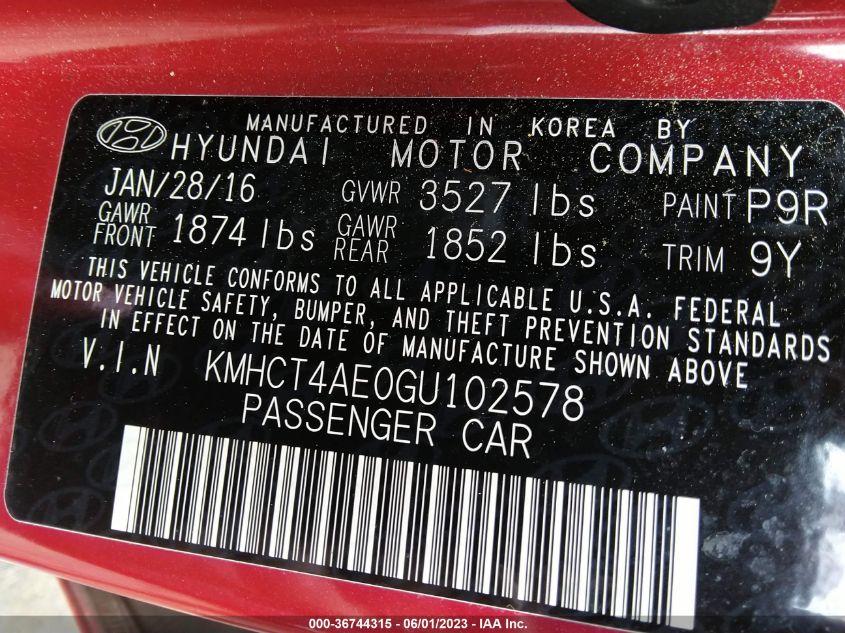 MANUFACTURED IN KOREA BY
HYUNDAI MOTOR COMPANY
JAN/28/16 GVWR 3527 lbs PAINT P9R
GAWR FRONT 1874 lbs GAWR REAR 1852 lbs TRIM 9Y
THIS VEHICLE CONFORMS TO ALL APPLICABLE U.S.A. FEDERAL
MOTOR VEHICLE SAFETY, BUMPER, AND THEFT PREVENTION STANDARDS
IN EFFECT ON THE DATE OF MANUFACTURE SHOWN ABOVE
V.I.N KMHCT4AE0GU102578
PASSENGER CAR
000-36744315 - 06/01/2023 - IAA, Inc.